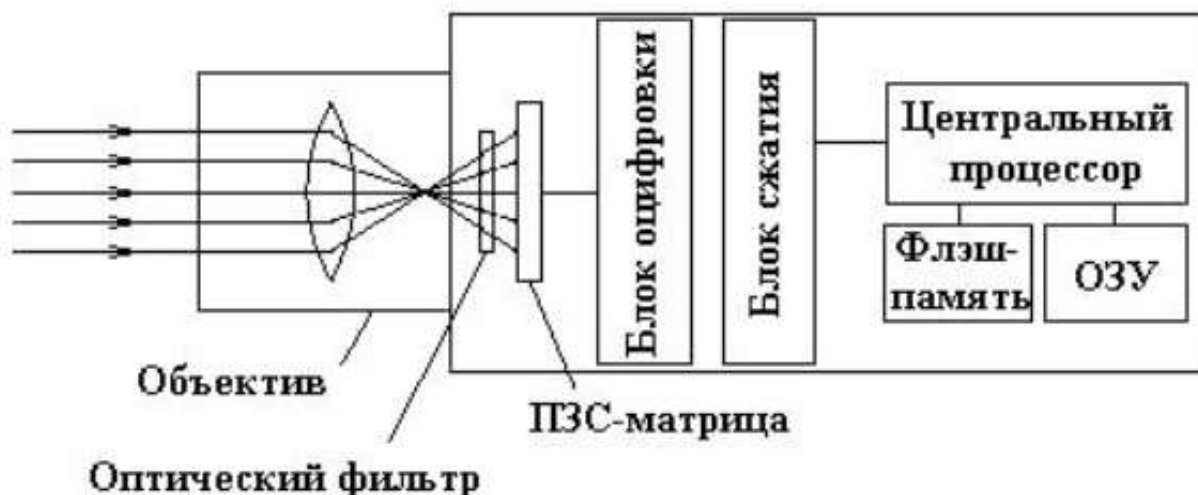 Блок оцифровки
Блок сжатия
Центральный
процессор
Флэш-
память
ОЗУ
Объектив
ПЗС-матрица
Оптический фильтр